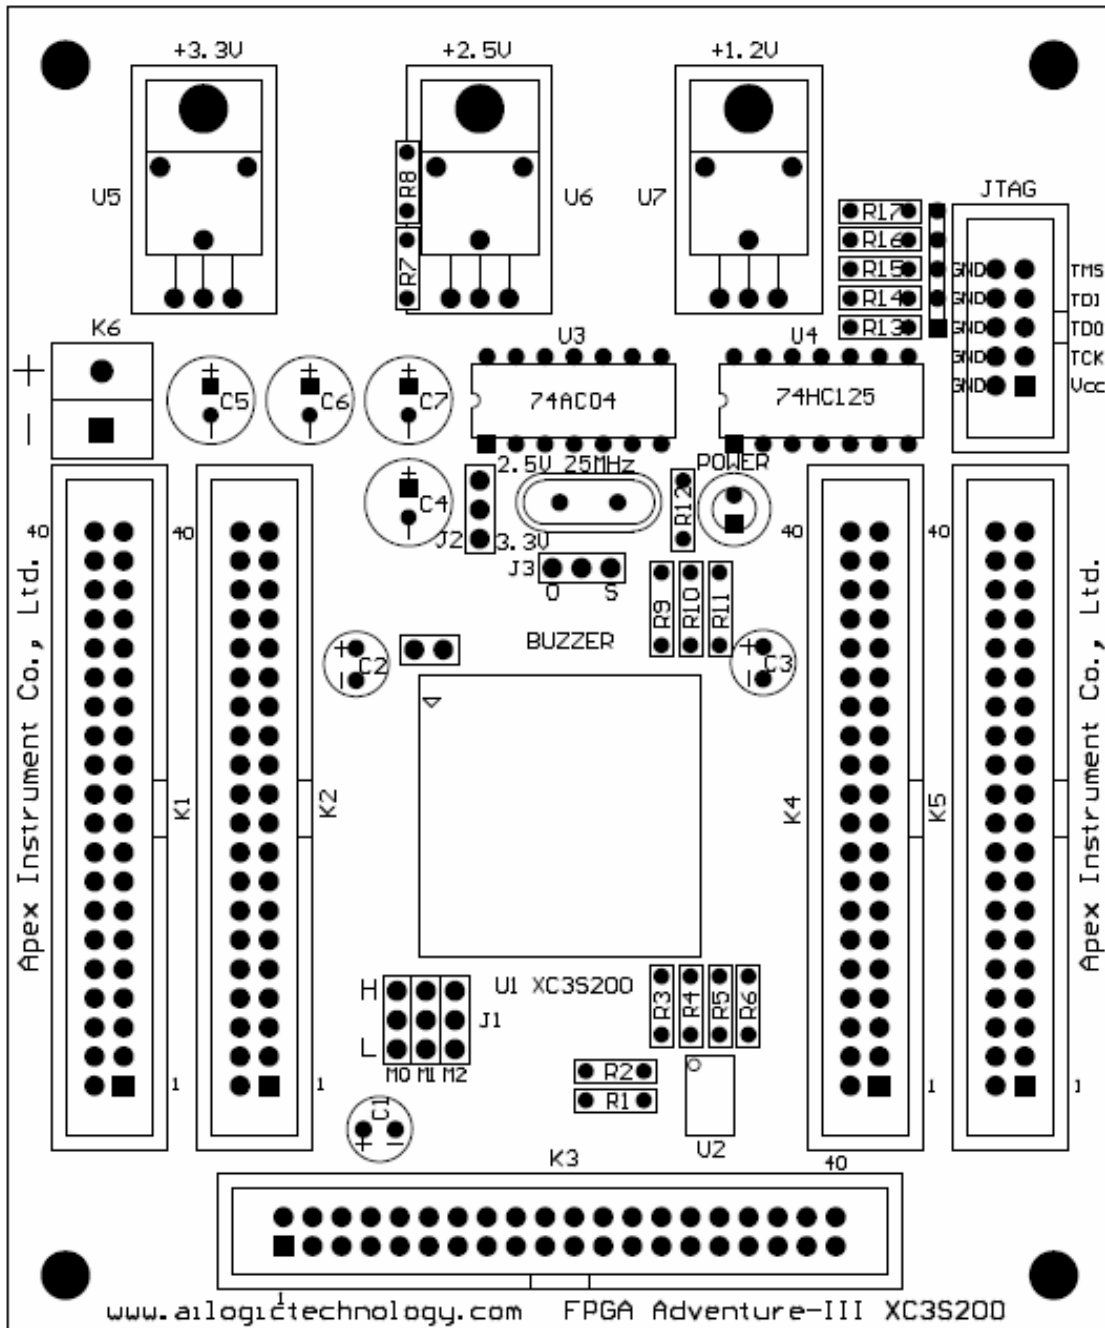 +3.3V
+2.5V
+1.2V
U5
R8
R7
U6
U7
R17
R16
R15
R14
R13
JTAG
GND TMS
GND TDI
GND TDO
GND TCK
GND Vcc
K6
+
-
C5
C6
C7
U3
74AC04
U4
74HC125
C4
2.5V 25MHz
J2
3.3V
R12
POWER
J3
O S
R9
R10
R11
BUZZER
C2
C3
40
40
40
40
Apex Instrument Co., Ltd.
K1
K2
K4
K5
Apex Instrument Co., Ltd.
U1 XC3S200
H
L
J1
M0 M1 M2
R3
R4
R5
R6
R2
R1
U2
C1
+ -
1
1
1
1
K3
40
1
www.ailogictechnology.com FPGA Adventure-III XC3S200